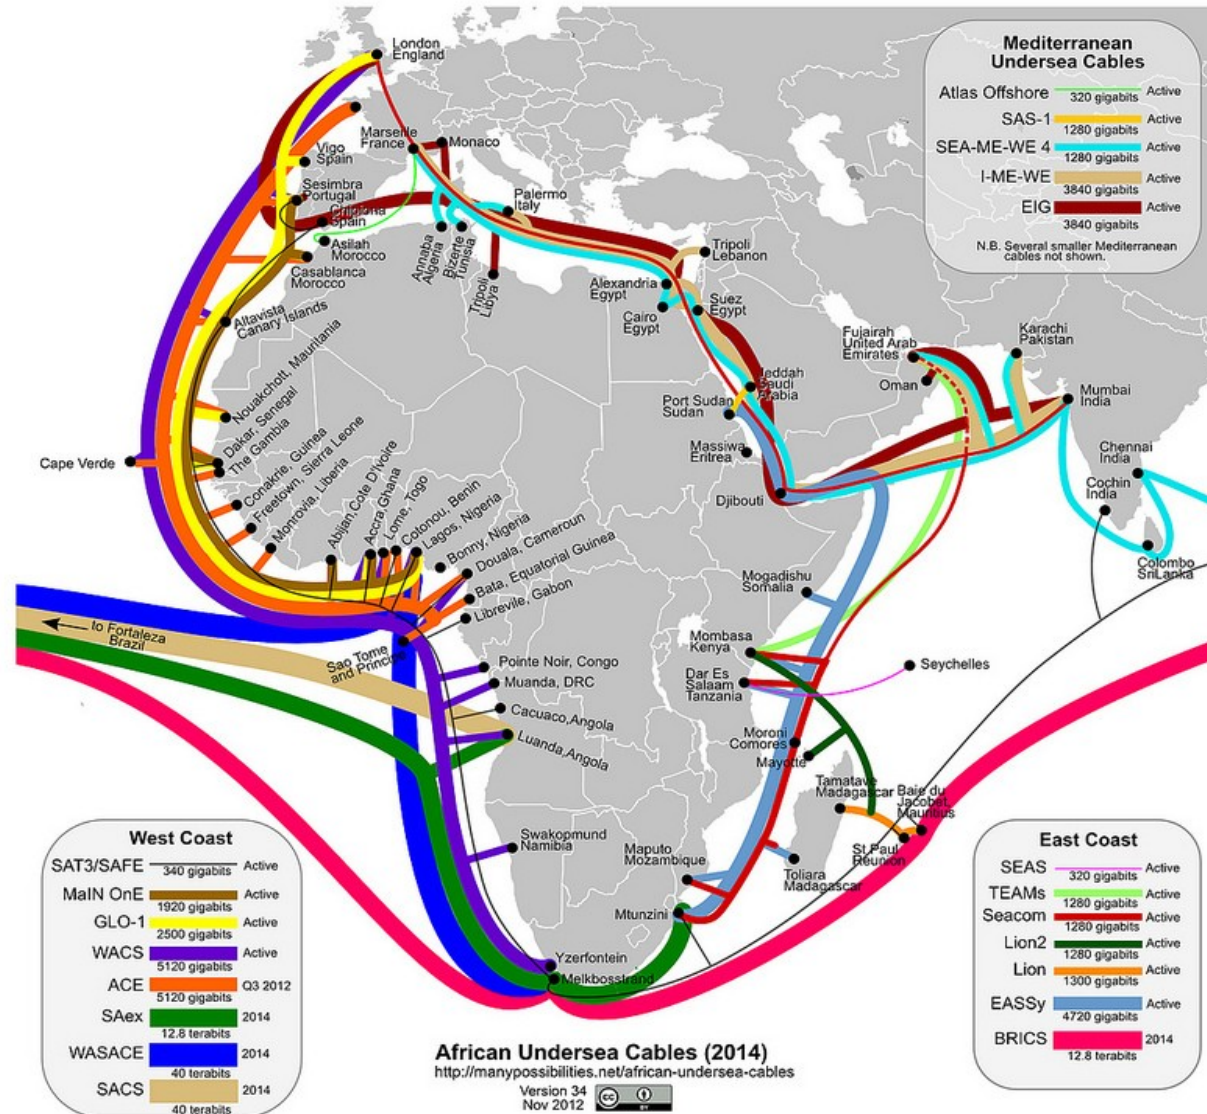 London
England
Vigo
Spain
Marseille
France
Monaco
Sesimbra
Portugal
Chipiona
Spain
Palermo
Italy
Asilah
Morocco
Casablanca
Morocco
Annaba
Algeria
Bizerte
Tunisia
Tripoli
Libya
Tripoli
Lebanon
Alexandria
Egypt
Cairo
Egypt
Suez
Egypt
Altavista
Canary Islands
Jeddah
Saudi
Arabia
Port Sudan
Sudan
Massiwa
Eritrea
Djibouti
Fujairah
United Arab
Emirates
Oman
Karachi
Pakistan
Mumbai
India
Chennai
India
Cochin
India
Colombo
SriLanka
Nouakchott, Mauritania
Dakar, Senegal
The Gambia
Cape Verde
Conakrie, Guinea
Freetown, Sierra Leone
Monrovia, Liberia
Abijan,Cote D'Ivoire
Accra,Ghana
Lome, Togo
Cotonou, Benin
Lagos, Nigeria
Bonny, Nigeria
Douala, Cameroun
Bata, Equatorial Guinea
Libreville, Gabon
Sao Tome
and Principe
to Fortaleza
Brazil
Pointe Noir, Congo
Muanda, DRC
Cacuaco,Angola
Luanda,Angola
Swakopmund
Namibia
Yzerfontein
Melkbosstrand
Mogadishu
Somalia
Mombasa
Kenya
Dar Es
Salaam
Tanzania
Seychelles
Moroni
Comores
Mayotte
Tamatave
Madagascar
Baie du
Jacobet,
Mauritius
St Paul
Reunion
Maputo
Mozambique
Toliara
Madagascar
Mtunzini
Mediterranean
Undersea Cables
Atlas Offshore 320 gigabits Active
SAS-1 1280 gigabits Active
SEA-ME-WE 4 1280 gigabits Active
I-ME-WE 3840 gigabits Active
EIG 3840 gigabits Active
N.B. Several smaller Mediterranean
cables not shown.
West Coast
SAT3/SAFE 340 gigabits Active
MaIN OnE 1920 gigabits Active
GLO-1 2500 gigabits Active
WACS 5120 gigabits Active
ACE 5120 gigabits Q3 2012
SAex 12.8 terabits 2014
WASACE 40 terabits 2014
SACS 40 terabits 2014
East Coast
SEAS 320 gigabits Active
TEAMs 1280 gigabits Active
Seacom 1280 gigabits Active
Lion2 1280 gigabits Active
Lion 1300 gigabits Active
EASSy 4720 gigabits Active
BRICS 12.8 terabits 2014
African Undersea Cables (2014)
http://manypossibilities.net/african-undersea-cables
Version 34
Nov 2012
cc
BY